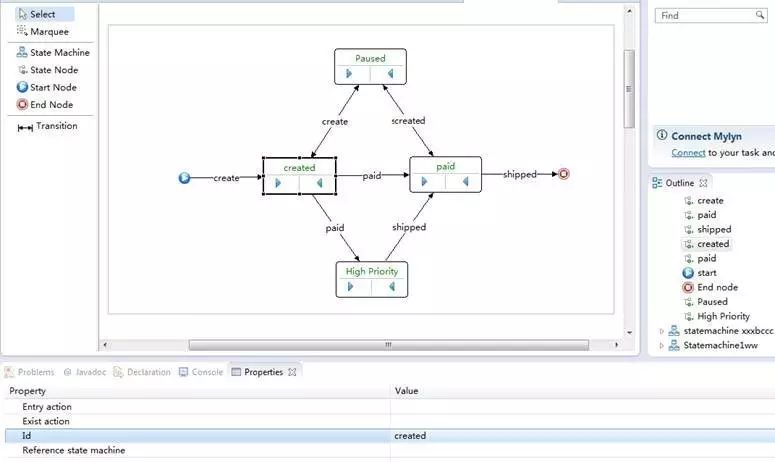 Select
Marquee
State Machine
State Node
Start Node
End Node
Transition
Paused
create
screated
create
created
paid
paid
shipped
paid
shipped
High Priority
Find
Connect Mylyn
Connect to your task and
Outline
create
paid
shipped
created
paid
start
End node
Paused
High Priority
statemachine xxxbccc
Statemachine1ww
Problems @ Javadoc Declaration Console Properties
Property Value
Entry action
Exist action
Id created
Reference state machine